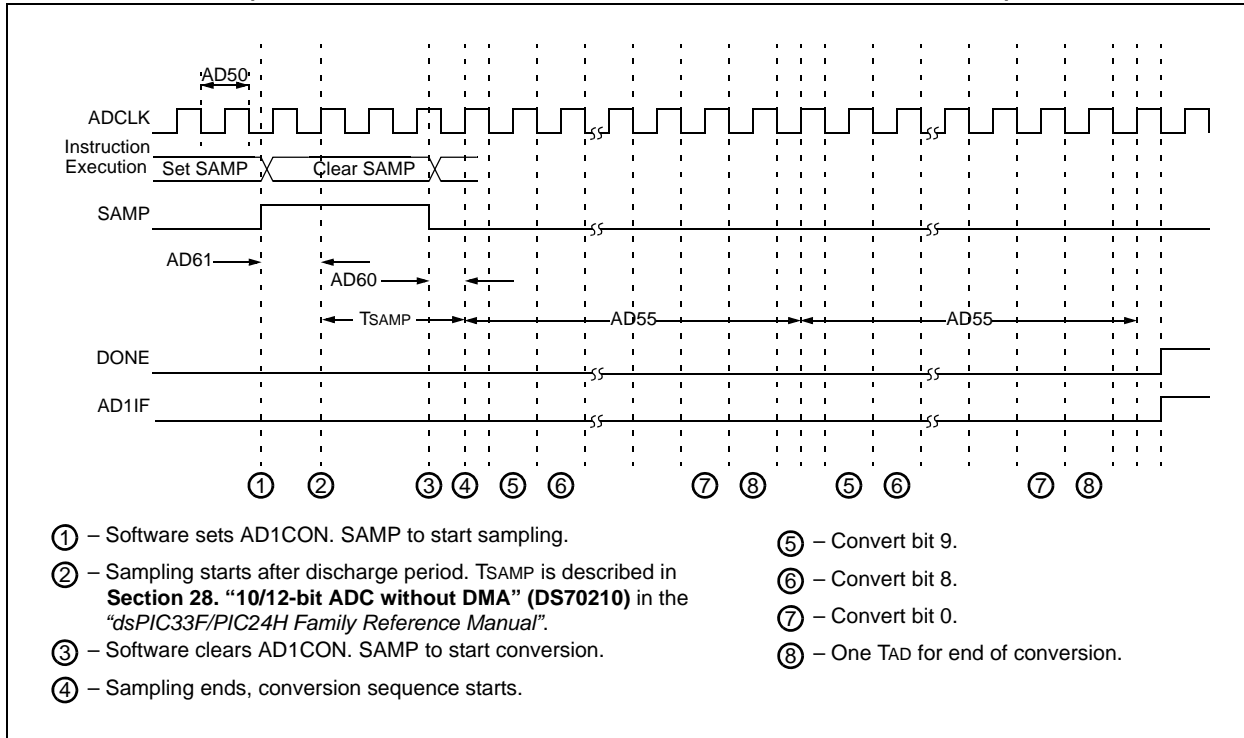 AD50
ADCLK
Instruction
Execution
Set SAMP
Clear SAMP
SAMP
AD61
AD60
TSAMP
AD55
AD55
DONE
AD1IF
1 2 3 4 5 6 7 8 5 6 7 8
① – Software sets AD1CON. SAMP to start sampling.
② – Sampling starts after discharge period. TSAMP is described in
Section 28. “10/12-bit ADC without DMA” (DS70210) in the
“dsPIC33F/PIC24H Family Reference Manual”.
③ – Software clears AD1CON. SAMP to start conversion.
④ – Sampling ends, conversion sequence starts.
⑤ – Convert bit 9.
⑥ – Convert bit 8.
⑦ – Convert bit 0.
⑧ – One TAD for end of conversion.